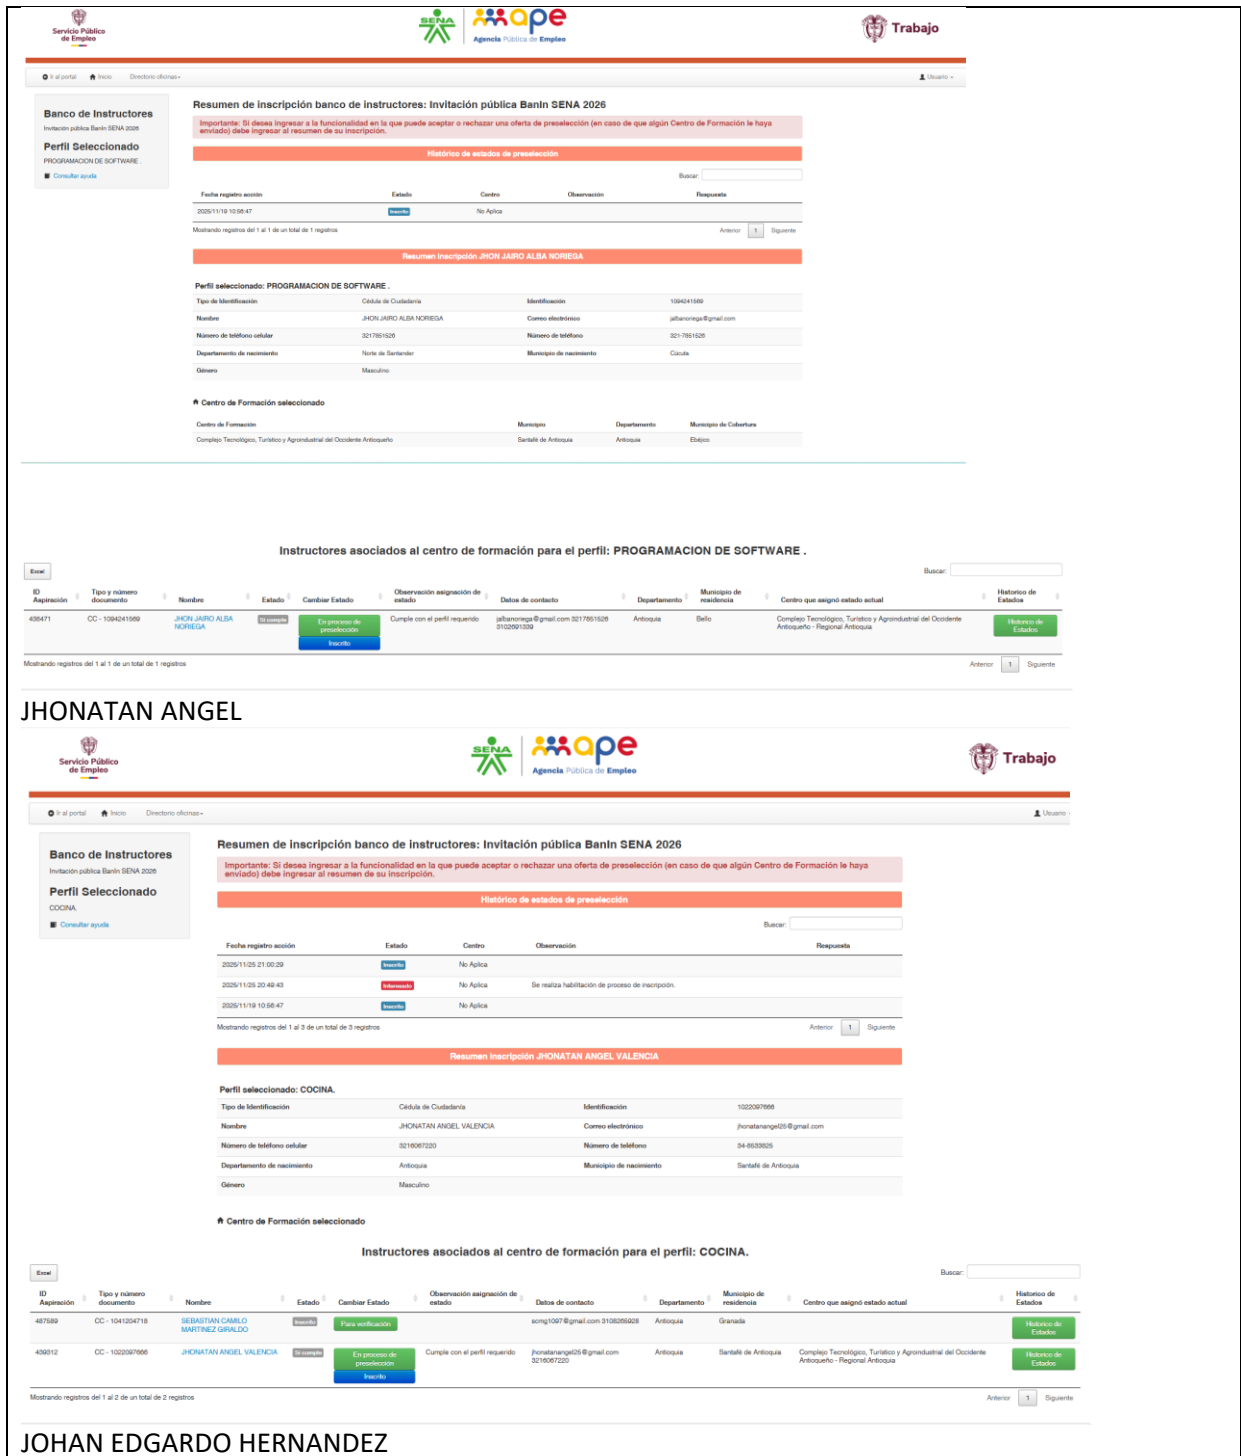 Servicio Público
de Empleo
SENA
ape
Agencia Pública de Empleo
Trabajo
Ir al portal Inicio Directorio oficinas
Usuario
Banco de Instructores
Invitación pública BanIn SENA 2026
Perfil Seleccionado
PROGRAMACION DE SOFTWARE .
Consultar ayuda
Resumen de inscripción banco de instructores: Invitación pública BanIn SENA 2026
Importante: Si desea ingresar a la funcionalidad en la que puede aceptar o rechazar una oferta de preselección (en caso de que algún Centro de Formación le haya
enviado) debe ingresar al resumen de su inscripción.
Histórico de estados de preselección
Buscar:
Fecha registro acción Estado Centro Observación Respuesta
2025/11/19 10:56:47 Inscrito No Aplica
Mostrando registros del 1 al 1 de un total de 1 registros
Anterior 1 Siguiente
Resumen inscripción JHON JAIRO ALBA NORIEGA
Perfil seleccionado: PROGRAMACION DE SOFTWARE .
Tipo de Identificación Cédula de Ciudadanía Identificación 1094241569
Nombre JHON JAIRO ALBA NORIEGA Correo electrónico jalbanoriega@gmail.com
Número de teléfono celular 3217851526 Número de teléfono 321-7851526
Departamento de nacimiento Norte de Santander Municipio de nacimiento Cúcuta
Género Masculino
Centro de Formación seleccionado
Centro de Formación Municipio Departamento Municipio de Cobertura
Complejo Tecnológico, Turístico y Agroindustrial del Occidente Antioqueño Santafé de Antioquia Antioquia Ebéjico
Instructores asociados al centro de formación para el perfil: PROGRAMACION DE SOFTWARE .
Excel
Buscar:
ID Aspiración Tipo y número documento Nombre Estado Cambiar Estado Observación asignación de estado Datos de contacto Departamento Municipio de residencia Centro que asignó estado actual Historico de Estados
438471 CC - 1094241569 JHON JAIRO ALBA NORIEGA Si cumple En proceso de preselección Inscrito Cumple con el perfil requerido jalbanoriega@gmail.com 3217851526 3102691339 Antioquia Bello Complejo Tecnológico, Turístico y Agroindustrial del Occidente Antioqueño - Regional Antioquia Historico de Estados
Mostrando registros del 1 al 1 de un total de 1 registros
Anterior 1 Siguiente
JHONATAN ANGEL
Servicio Público
de Empleo
SENA
ape
Agencia Pública de Empleo
Trabajo
Ir al portal Inicio Directorio oficinas
Usuario
Banco de Instructores
Invitación pública BanIn SENA 2026
Perfil Seleccionado
COCINA.
Consultar ayuda
Resumen de inscripción banco de instructores: Invitación pública BanIn SENA 2026
Importante: Si desea ingresar a la funcionalidad en la que puede aceptar o rechazar una oferta de preselección (en caso de que algún Centro de Formación le haya
enviado) debe ingresar al resumen de su inscripción.
Histórico de estados de preselección
Buscar:
Fecha registro acción Estado Centro Observación Respuesta
2025/11/25 21:00:29 Inscrito No Aplica
2025/11/25 20:49:43 Interesado No Aplica Se realiza habilitación de proceso de inscripción.
2025/11/19 10:56:47 Inscrito No Aplica
Mostrando registros del 1 al 3 de un total de 3 registros
Anterior 1 Siguiente
Resumen inscripción JHONATAN ANGEL VALENCIA
Perfil seleccionado: COCINA.
Tipo de Identificación Cédula de Ciudadanía Identificación 1022097666
Nombre JHONATAN ANGEL VALENCIA Correo electrónico jhonatanangel25@gmail.com
Número de teléfono celular 3216067220 Número de teléfono 34-8533625
Departamento de nacimiento Antioquia Municipio de nacimiento Santafé de Antioquia
Género Masculino
Centro de Formación seleccionado
Instructores asociados al centro de formación para el perfil: COCINA.
Excel
Buscar:
ID Aspiración Tipo y número documento Nombre Estado Cambiar Estado Observación asignación de estado Datos de contacto Departamento Municipio de residencia Centro que asignó estado actual Historico de Estados
487589 CC - 1041204718 SEBASTIAN CAMILO MARTINEZ GIRALDO Inscrito Para verificación scmg1097@gmail.com 3108265928 Antioquia Granada Historico de Estados
439312 CC - 1022097666 JHONATAN ANGEL VALENCIA Si cumple En proceso de preselección Inscrito Cumple con el perfil requerido jhonatanangel25@gmail.com 3216067220 Antioquia Santafé de Antioquia Complejo Tecnológico, Turístico y Agroindustrial del Occidente Antioqueño - Regional Antioquia Historico de Estados
Mostrando registros del 1 al 2 de un total de 2 registros
Anterior 1 Siguiente
JOHAN EDGARDO HERNANDEZ